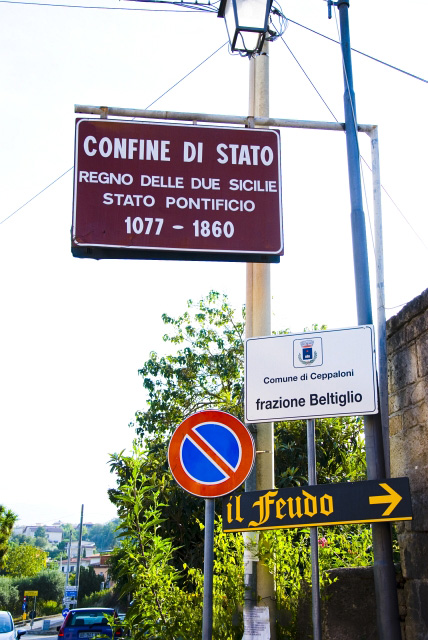 CONFINE DI STATO
REGNO DELLE DUE SICILIE
STATO PONTIFICIO
1077 - 1860
Comune di Ceppaloni
frazione Beltiglio
il Feudo